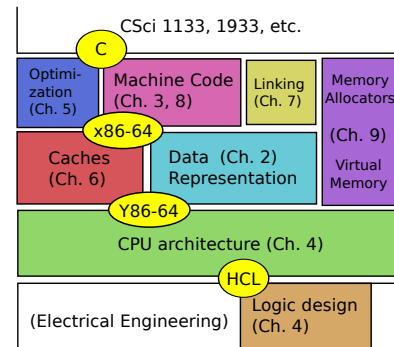 CSci 1133, 1933, etc.
C
Optimi-
zation
(Ch. 5)
Machine Code
(Ch. 3, 8)
Linking
(Ch. 7)
Memory
Allocators
(Ch. 9)
Virtual
Memory
x86-64
Caches
(Ch. 6)
Data (Ch. 2)
Representation
Y86-64
CPU architecture (Ch. 4)
HCL
(Electrical Engineering)
Logic design
(Ch. 4)